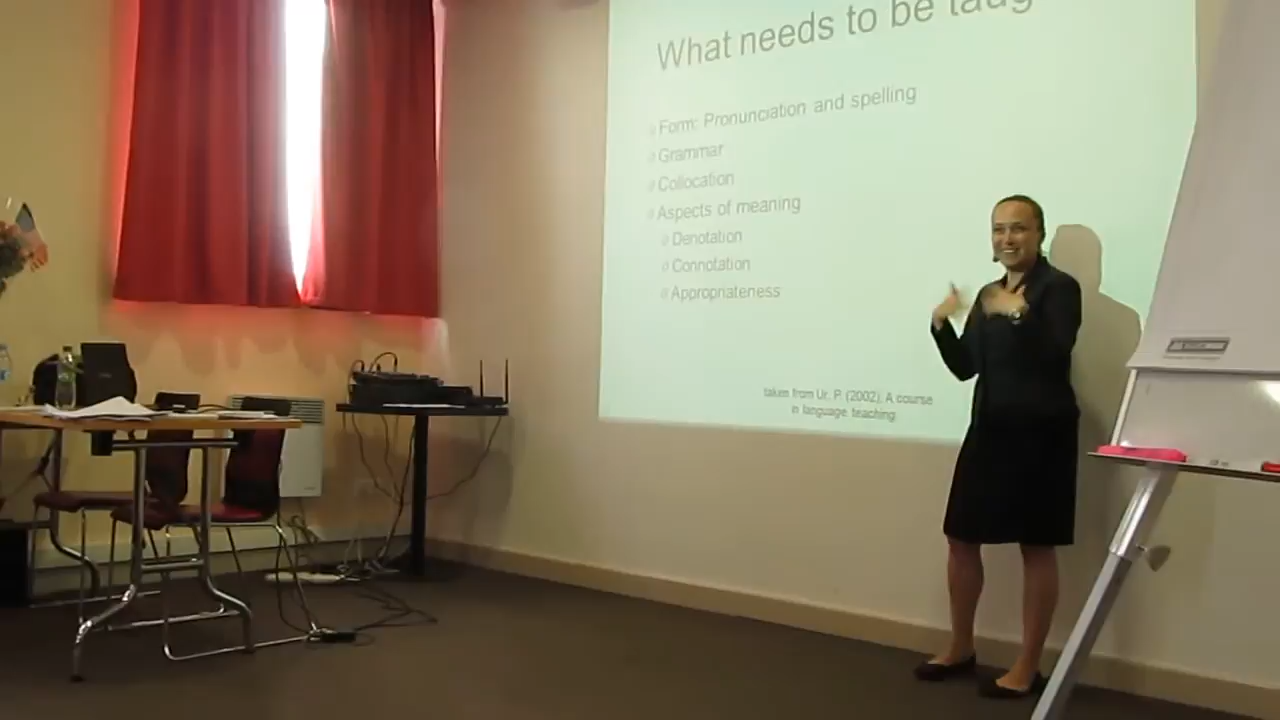 What needs to be taug
Form: Pronunciation and spelling
Grammar
Collocation
Aspects of meaning
Denotation
Connotation
Appropriateness
taken from Ur, P. (2002), A course
in language teaching